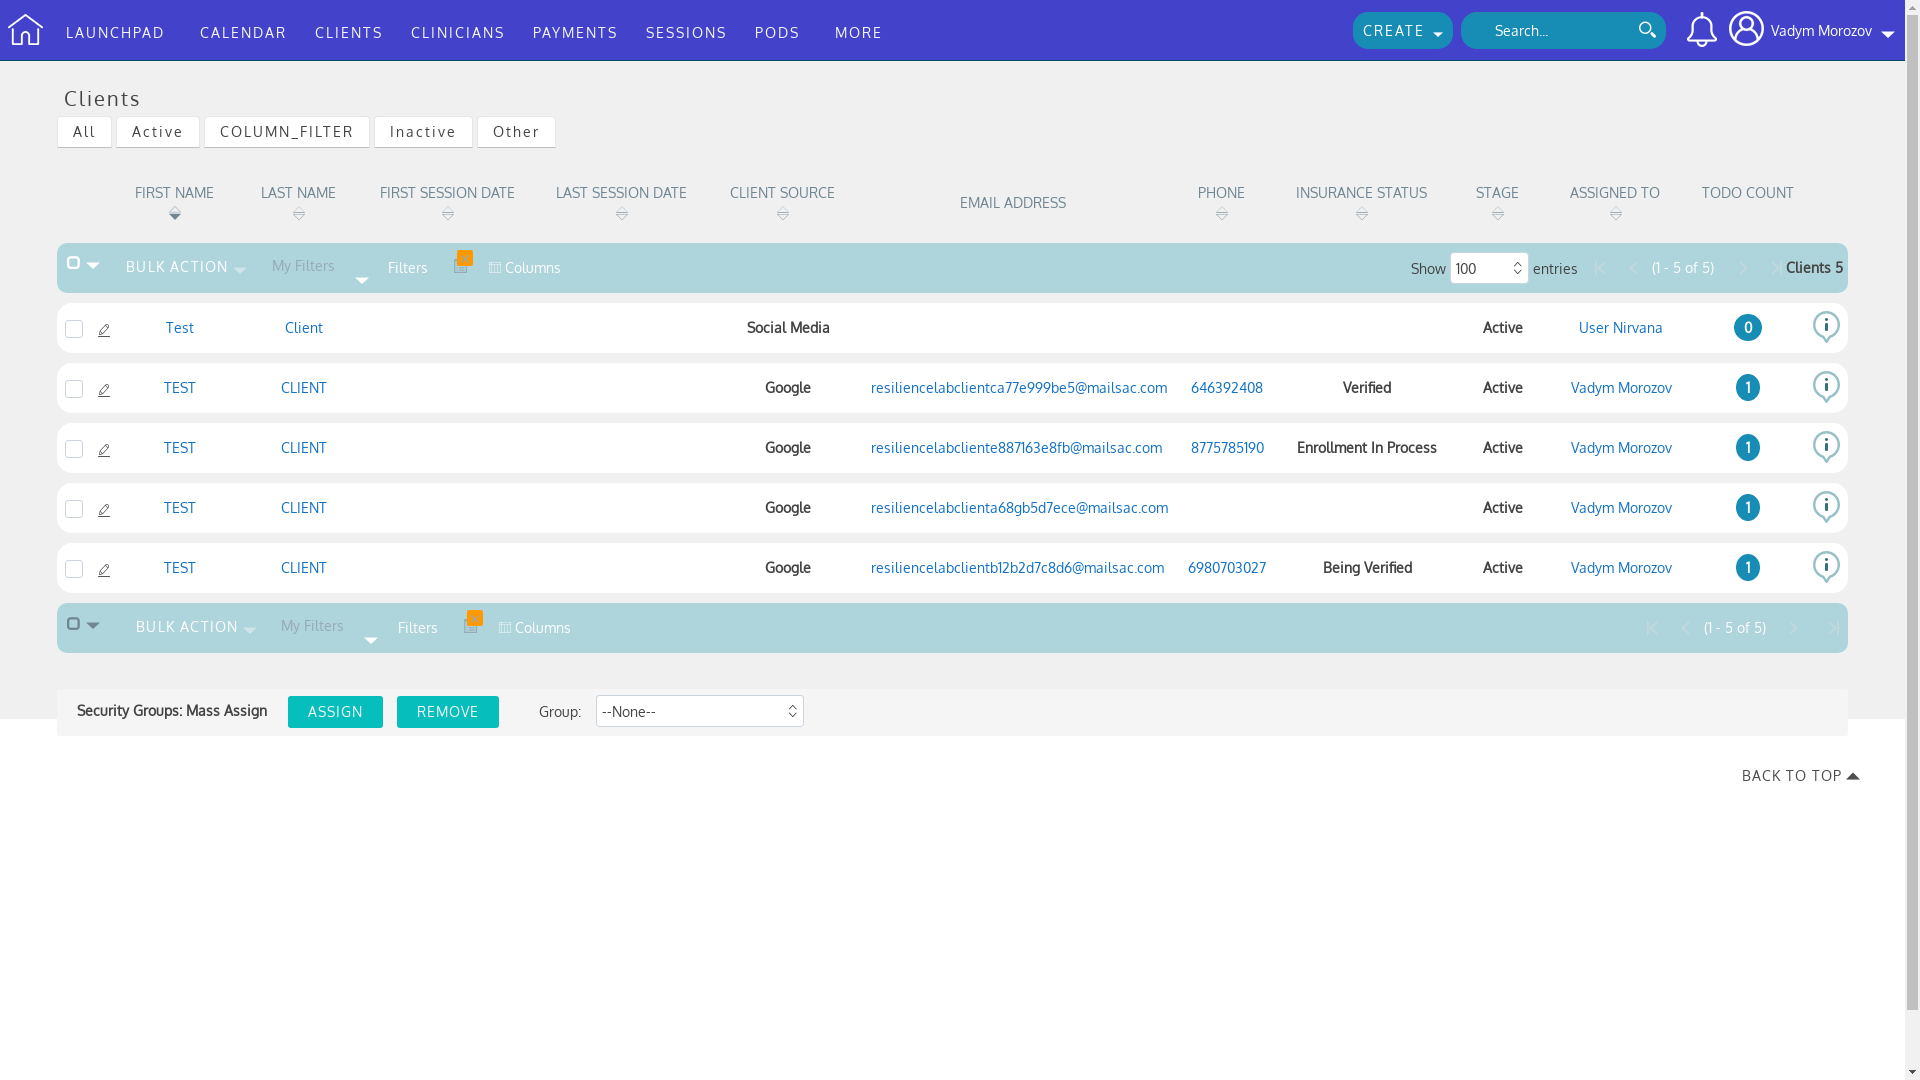 LAUNCHPAD CALENDAR CLIENTS CLINICIANS PAYMENTS SESSIONS PODS MORE CREATE Search... Vadym Morozov
Clients
All Active COLUMN_FILTER Inactive Other
FIRST NAME LAST NAME FIRST SESSION DATE LAST SESSION DATE CLIENT SOURCE EMAIL ADDRESS PHONE INSURANCE STATUS STAGE ASSIGNED TO TODO COUNT
BULK ACTION My Filters Filters Columns Show 100 entries (1 - 5 of 5) Clients 5
Test Client Social Media Active User Nirvana 0
TEST CLIENT Google resiliencelabclientca77e999be5@mailsac.com 646392408 Verified Active Vadym Morozov 1
TEST CLIENT Google resiliencelabcliente887163e8fb@mailsac.com 8775785190 Enrollment In Process Active Vadym Morozov 1
TEST CLIENT Google resiliencelabclienta68gb5d7ece@mailsac.com Active Vadym Morozov 1
TEST CLIENT Google resiliencelabclientb12b2d7c8d6@mailsac.com 6980703027 Being Verified Active Vadym Morozov 1
BULK ACTION My Filters Filters Columns (1 - 5 of 5)
Security Groups: Mass Assign ASSIGN REMOVE Group: --None--
BACK TO TOP